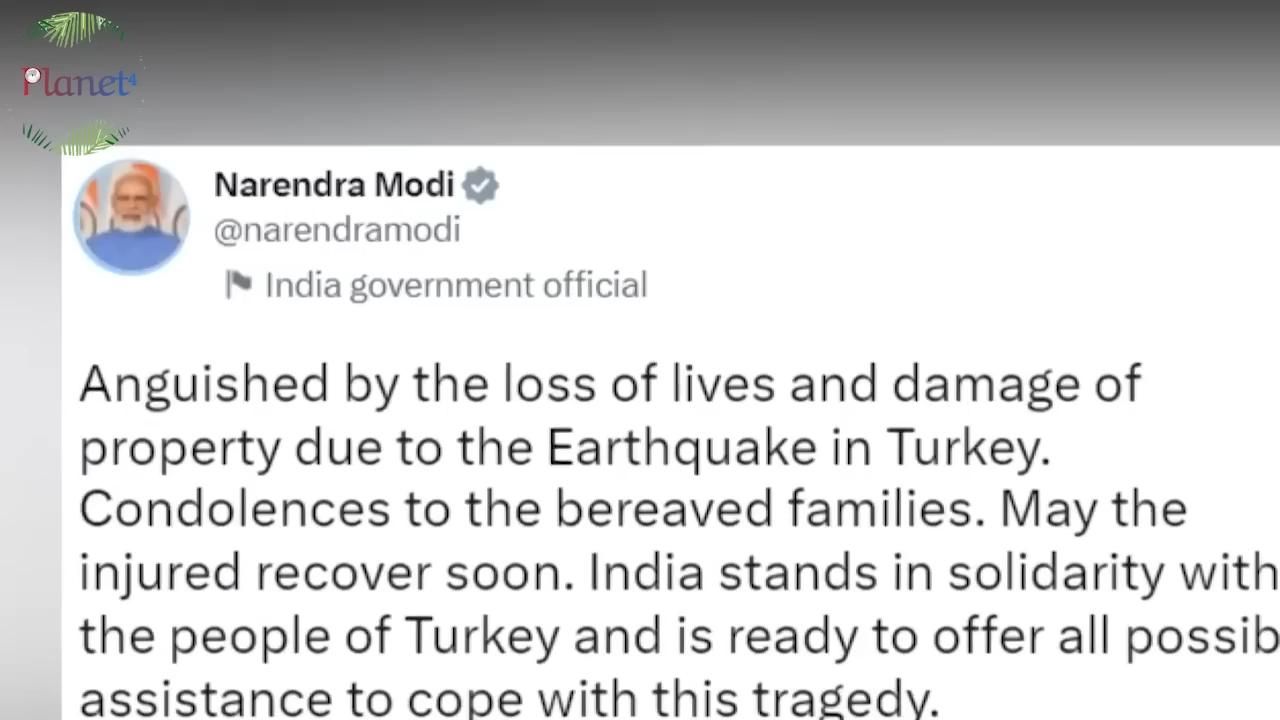 Planet4
Narendra Modi
@narendramodi
India government official
Anguished by the loss of lives and damage of
property due to the Earthquake in Turkey.
Condolences to the bereaved families. May the
injured recover soon. India stands in solidarity with
the people of Turkey and is ready to offer all possib
assistance to cope with this tragedy.